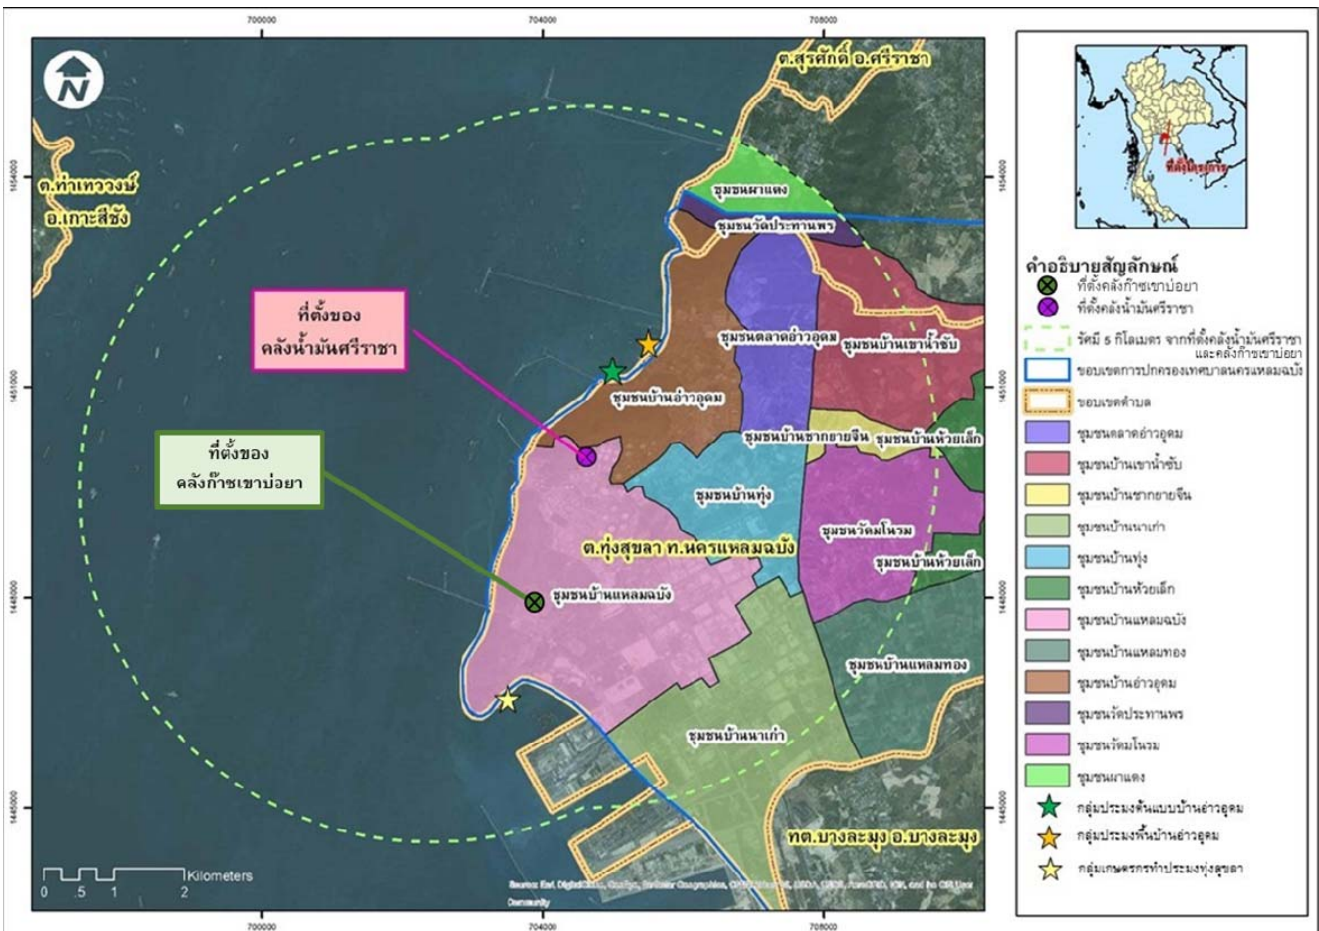 700000
704000
708000
N
ต.สุรศักดิ์ อ.ศรีราชา
1454000
1454000
ต.ท่าเทววงษ์
อ.เกาะสีชัง
ชุมชนผาแดง
ชุมชนวัดประทานพร
ที่ตั้งของ
คลังน้ำมันศรีราชา
ชุมชนตลาดอ่าวอุดม
ชุมชนบ้านเขาน้ำซับ
1451000
1451000
ชุมชนบ้านอ่าวอุดม
ชุมชนบ้านชากยายจีน
ชุมชนบ้านห้วยเล็ก
ที่ตั้งของ
คลังก๊าซเขาบ่อยา
ชุมชนบ้านทุ่ง
ชุมชนวัดมโนรม
ต.ทุ่งสุขลา ท.นครแหลมฉบัง
ชุมชนบ้านห้วยเล็ก
1448000
1448000
ชุมชนบ้านแหลมฉบัง
ชุมชนบ้านแหลมทอง
ชุมชนบ้านนาเก่า
1445000
1445000
ทต.บางละมุง อ.บางละมุง
Kilometers
0 .5 1 2
Community
700000
704000
708000
ที่ตั้งโครงการ
คำอธิบายสัญลักษณ์
ที่ตั้งคลังก๊าซเขาบ่อยา
ที่ตั้งคลังน้ำมันศรีราชา
รัศมี 5 กิโลเมตร จากที่ตั้งคลังน้ำมันศรีราชา
และคลังก๊าซเขาบ่อยา
ขอบเขตการปกครองเทศบาลนครแหลมฉบัง
ขอบเขตตำบล
ชุมชนตลาดอ่าวอุดม
ชุมชนบ้านเขาน้ำซับ
ชุมชนบ้านชากยายจีน
ชุมชนบ้านนาเก่า
ชุมชนบ้านทุ่ง
ชุมชนบ้านห้วยเล็ก
ชุมชนบ้านแหลมฉบัง
ชุมชนบ้านแหลมทอง
ชุมชนบ้านอ่าวอุดม
ชุมชนวัดประทานพร
ชุมชนวัดมโนรม
ชุมชนผาแดง
กลุ่มประมงต้นแบบบ้านอ่าวอุดม
กลุ่มประมงพื้นบ้านอ่าวอุดม
กลุ่มเกษตรกรทำประมงทุ่งสุขลา